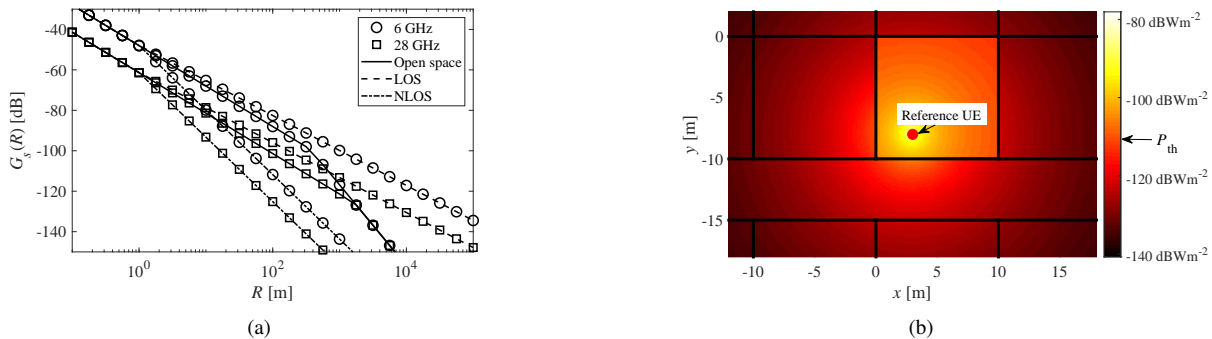 -40
-60
-80
-100
-120
-140
G_s(R) [dB]
6 GHz
28 GHz
Open space
LOS
NLOS
10^0
10^2
10^4
R [m]
(a)
0
-5
-10
-15
y [m]
Reference UE
-10
-5
0
5
10
15
x [m]
-80 dBWm^-2
-100 dBWm^-2
P_th
-120 dBWm^-2
-140 dBWm^-2
(b)